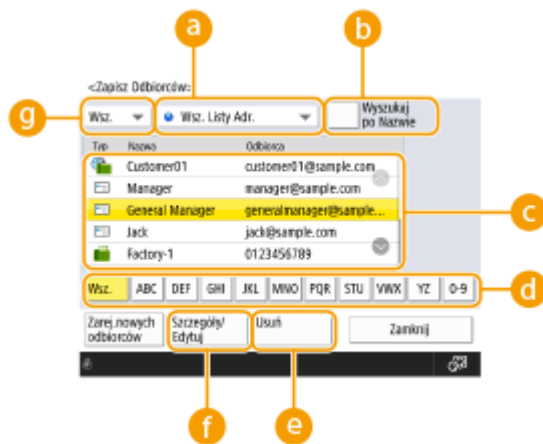 a
b
<Zapisz Odbiorców>
g
Wsz.
Wsz. Listy Adr.
Wyszukaj
po Nazwie
Typ Nazwa Odbiorca
Customer01 customer01@sample.com
Manager manager@sample.com
General Manager generalmanager@sample...
c
Jack jack@sample.com
Factory-1 0123456789
Wsz. ABC DEF GHI JKL MNO PQR STU VWX YZ 0-9
d
Zarej.nowych
odbiorców
Szczegóły/
Edytuj
Usuń
Zamknij
f
e